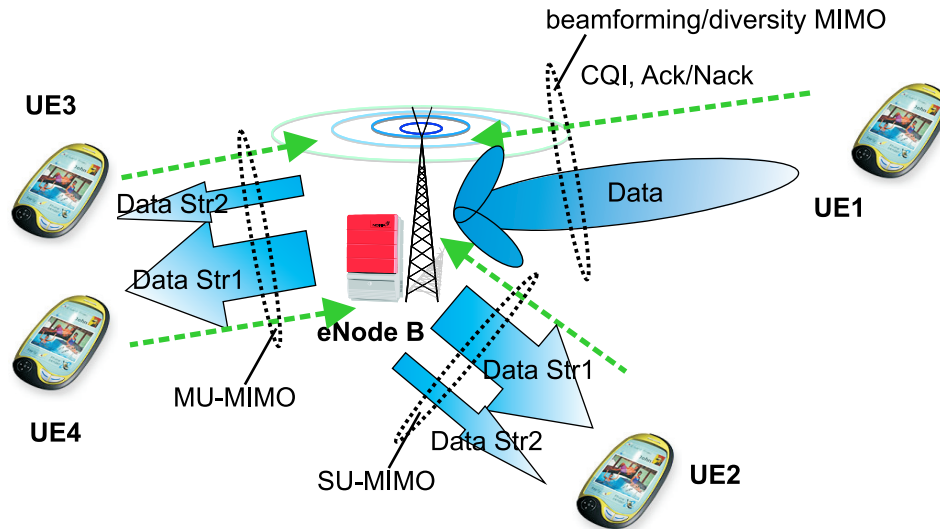 beamforming/diversity MIMO
CQI, Ack/Nack
UE3
UE1
Data
Data Str2
Data Str1
eNode B
MU-MIMO
UE4
Data Str1
Data Str2
SU-MIMO
UE2